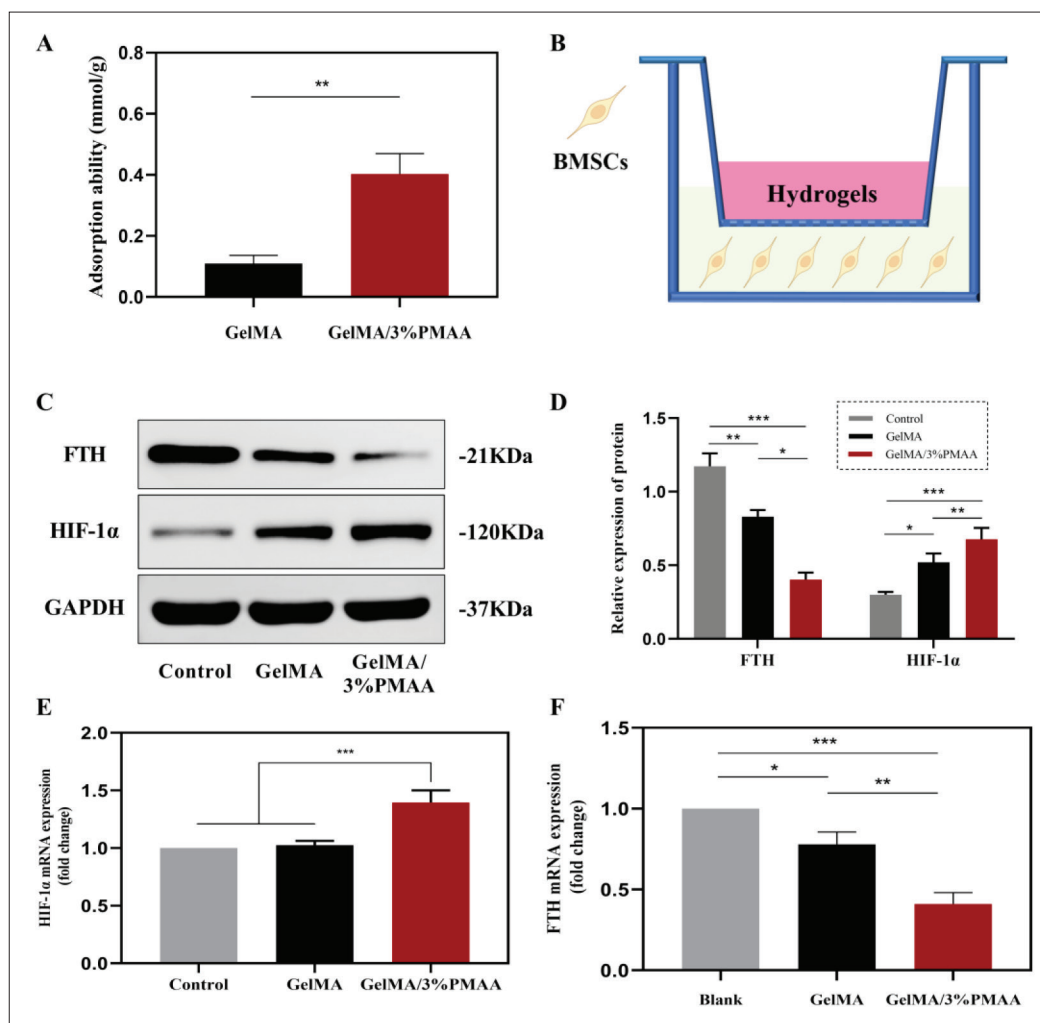 A
Adsorption ability (mmol/g)
0.8
0.6
0.4
0.2
0.0
**
GelMA
GelMA/3%PMAA
B
BMSCs
Hydrogels
C
FTH
-21KDa
HIF-1α
-120KDa
GAPDH
-37KDa
Control
GelMA
GelMA/
3%PMAA
D
Relative expression of protein
1.5
1.0
0.5
0.0
Control
GelMA
GelMA/3%PMAA
***
**
*
***
**
*
FTH
HIF-1α
E
HIF-1α mRNA expression
(fold change)
2.0
1.5
1.0
0.5
0.0
***
Control
GelMA
GelMA/3%PMAA
F
FTH mRNA expression
(fold change)
1.5
1.0
0.5
0.0
***
*
**
Blank
GelMA
GelMA/3%PMAA